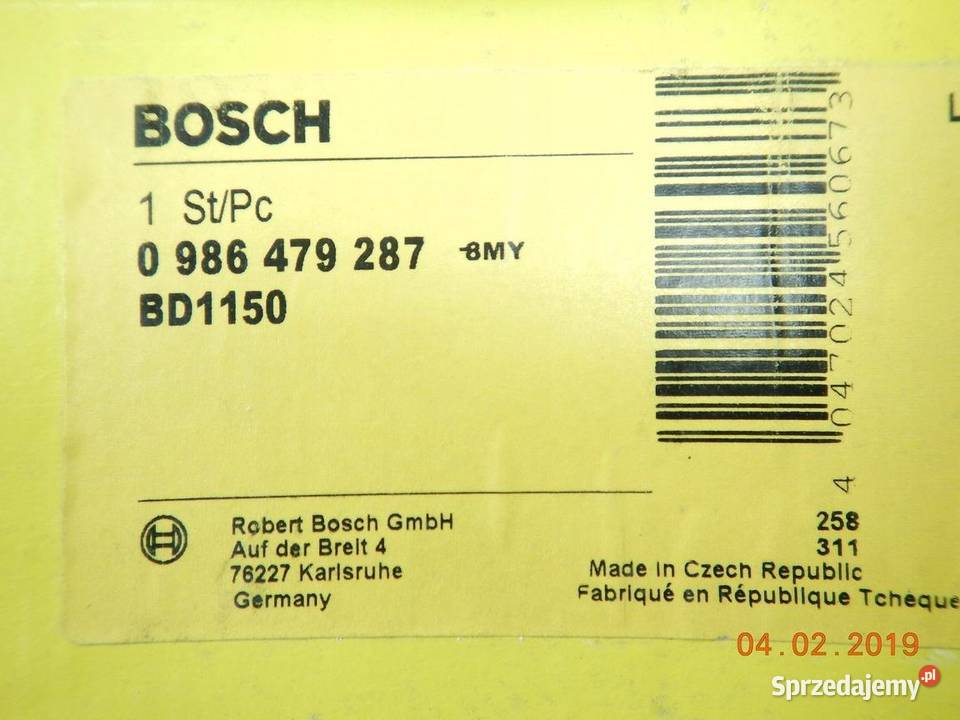 BOSCH
1 St/Pc
0 986 479 287 -8MY
BD1150
4 047024 560673
L
Robert Bosch GmbH
Auf der Breit 4
76227 Karlsruhe
Germany
258
311
Made in Czech Republic
Fabriqué en République Tcheque
04.02.2019
Sprzedajemy.pl